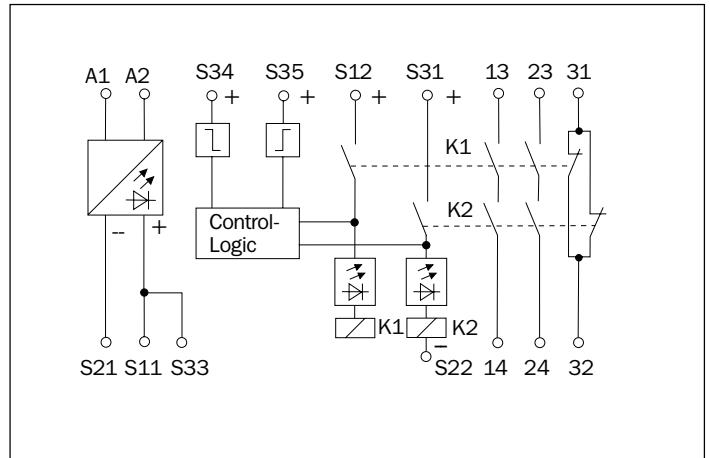 A1 A2 S34 S35 S12 S31 13 23 31
+ + + +
K1
K2
Control-
Logic
-- +
K1 K2
–
S21 S11 S33 S22 14 24 32